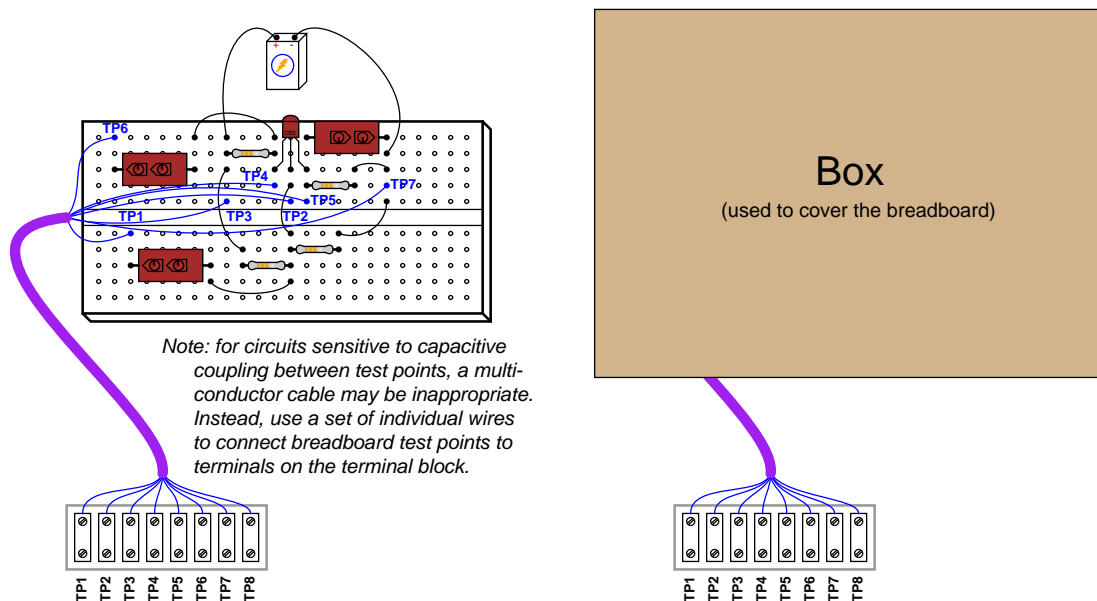 + -
CBE
TP6
TP4
TP7
TP5
TP1
TP3
TP2
Note: for circuits sensitive to capacitive
coupling between test points, a multi-
conductor cable may be inappropriate.
Instead, use a set of individual wires
to connect breadboard test points to
terminals on the terminal block.
TP1
TP2
TP3
TP4
TP5
TP6
TP7
TP8
Box
(used to cover the breadboard)
TP1
TP2
TP3
TP4
TP5
TP6
TP7
TP8